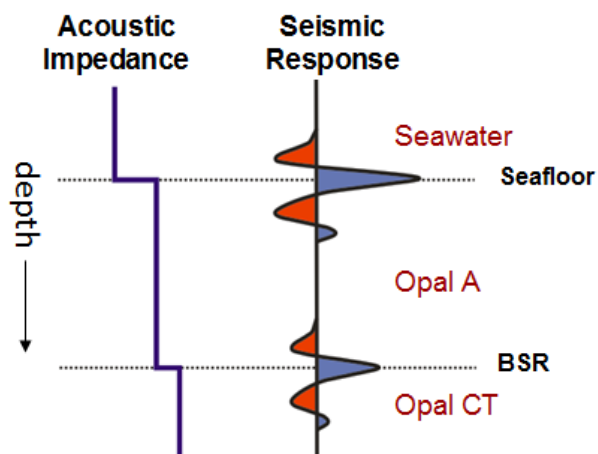 Acoustic
Impedance
Seismic
Response
Seawater
Seafloor
depth
Opal A
BSR
Opal CT